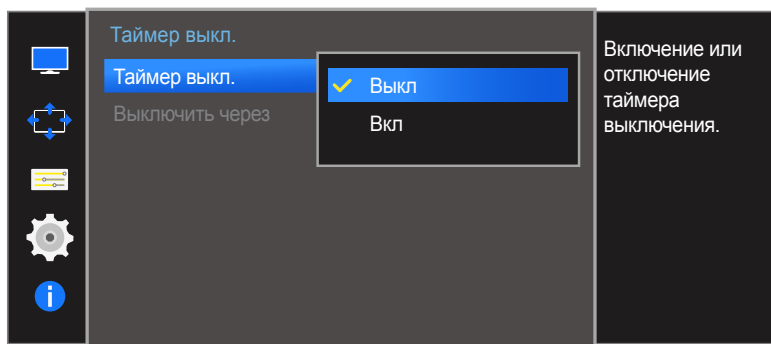 Таймер выкл.
Таймер выкл.
Выключить через
Выкл
Вкл
Включение или
отключение
таймера
выключения.